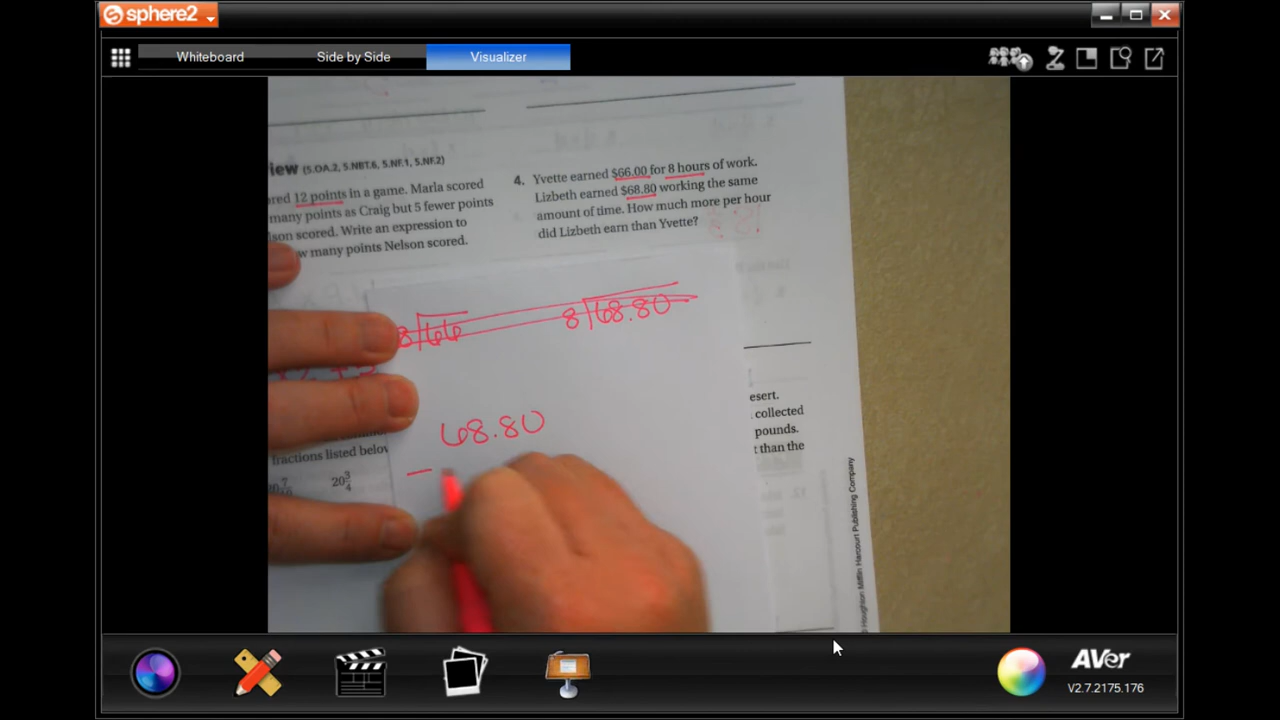 sphere2
Whiteboard Side by Side Visualizer
iew (5.OA.2, 5.NBT.6, 5.NF.1, 5.NF.2)
red 12 points in a game. Marla scored
many points as Craig but 5 fewer points
lson scored. Write an expression to
w many points Nelson scored.
4. Yvette earned $66.00 for 8 hours of work.
Lizbeth earned $68.80 working the same
amount of time. How much more per hour
did Lizbeth earn than Yvette?
8 66
8 68.80
68.80
–
fractions listed below
20 3/4
esert.
collected
pounds.
t than the
© Houghton Mifflin Harcourt Publishing Company
AVer
V2.7.2175.176